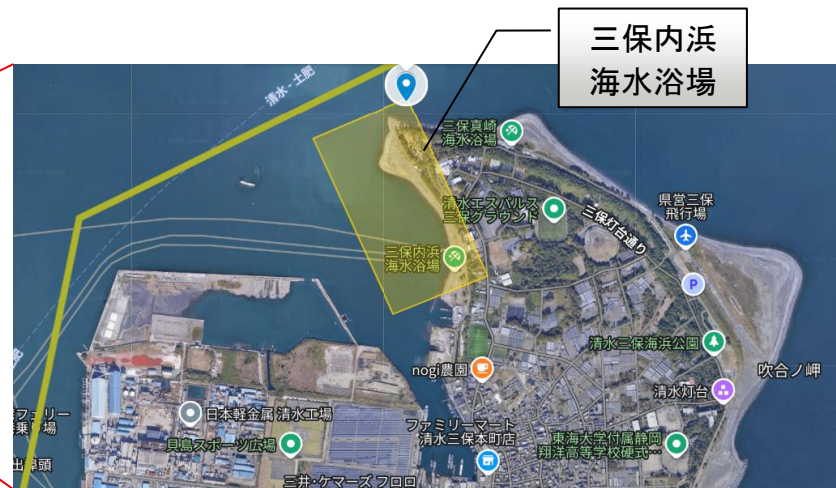 三保内浜
海水浴場
清水 - 土肥
三保真崎
海水浴場
清水エスパルス
三保グラウンド
三保灯台通り
県営三保
飛行場
三保内浜
海水浴場
P
清水三保海浜公園
吹合ノ岬
nogi農園
清水灯台
日本軽金属 清水工場
フェリー
乗り場
貝島スポーツ広場
ファミリーマート
清水三保本町店
東海大学付属静岡
翔洋高等学校硬式…
三井・ケマーズ フロロ